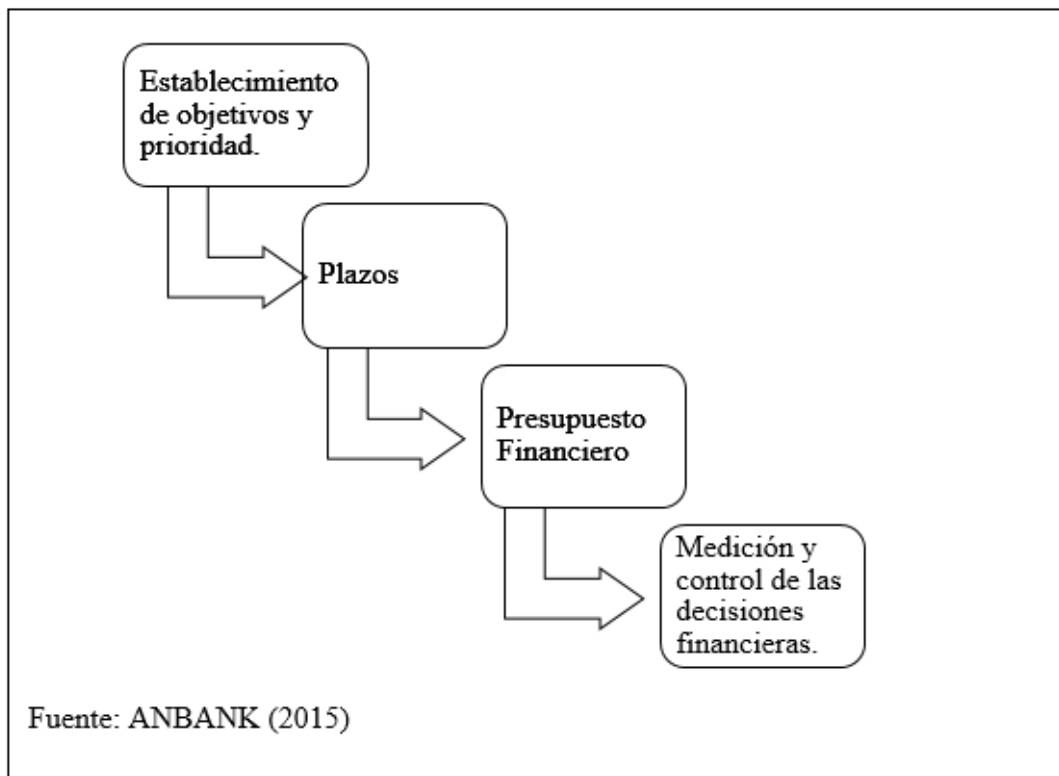 Establecimiento
de objetivos y
prioridad.
Plazos
Presupuesto
Financiero
Medición y
control de las
decisiones
financieras.
Fuente: ANBANK (2015)